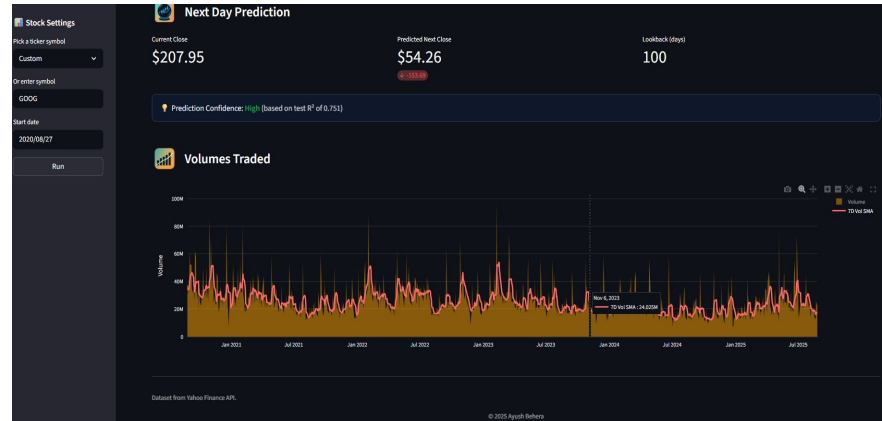 Stock Settings
Pick a ticker symbol
Custom
Or enter symbol
GOOG
Start date
2020/08/27
Run
Next Day Prediction
Current Close
$207.95
Predicted Next Close
$54.26
↓ -153.69
Lookback (days)
100
Prediction Confidence: High (based on test R² of 0.751)
Volumes Traded
Volume
7D Vol SMA
100M
80M
60M
40M
20M
0
Volume
Nov 6, 2023
7D Vol SMA : 24.035M
Jan 2021
Jul 2021
Jan 2022
Jul 2022
Jan 2023
Jul 2023
Jan 2024
Jul 2024
Jan 2025
Jul 2025
Dataset from Yahoo Finance API.
© 2025 Ayush Behera